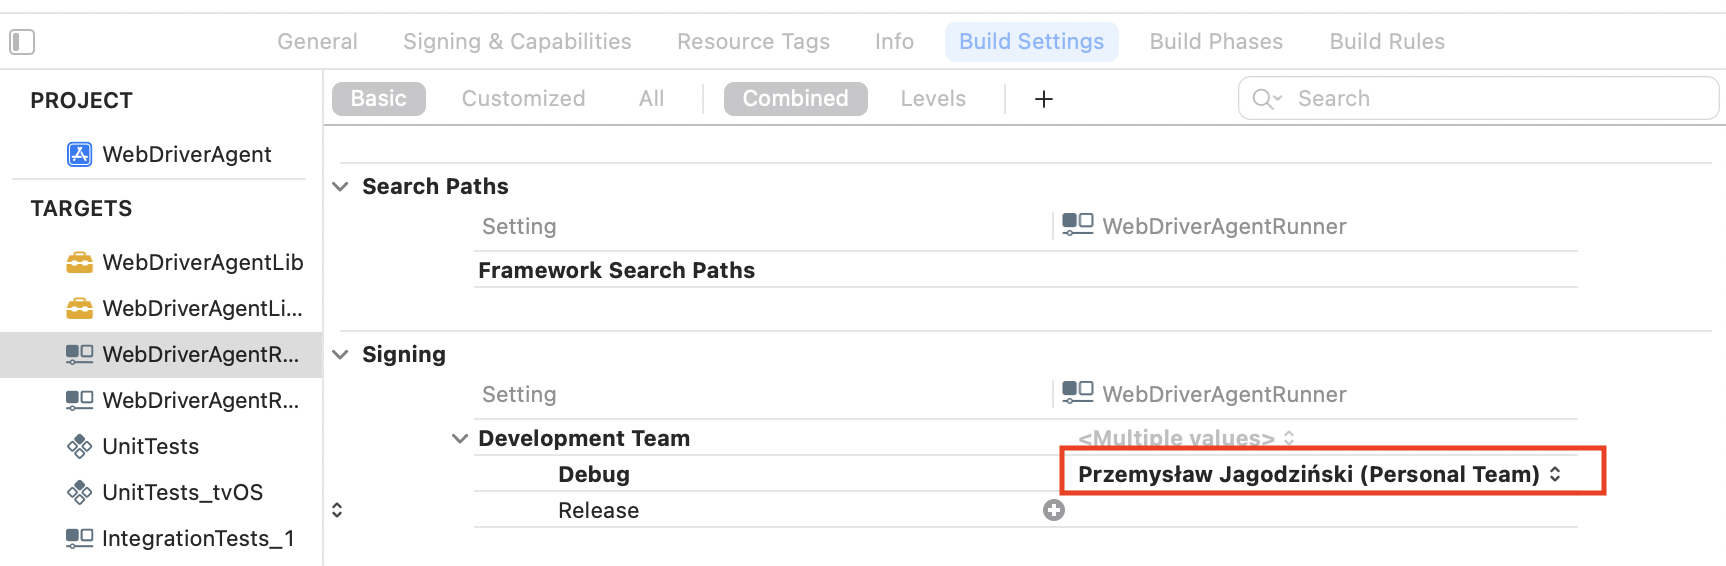 General Signing & Capabilities Resource Tags Info Build Settings Build Phases Build Rules
Basic Customized All Combined Levels + Search
PROJECT
WebDriverAgent
TARGETS
WebDriverAgentLib
WebDriverAgentLi...
WebDriverAgentR...
WebDriverAgentR...
UnitTests
UnitTests_tvOS
IntegrationTests_1
Search Paths
Setting WebDriverAgentRunner
Framework Search Paths
Signing
Setting WebDriverAgentRunner
Development Team <Multiple values>
Debug Przemysław Jagodziński (Personal Team)
Release